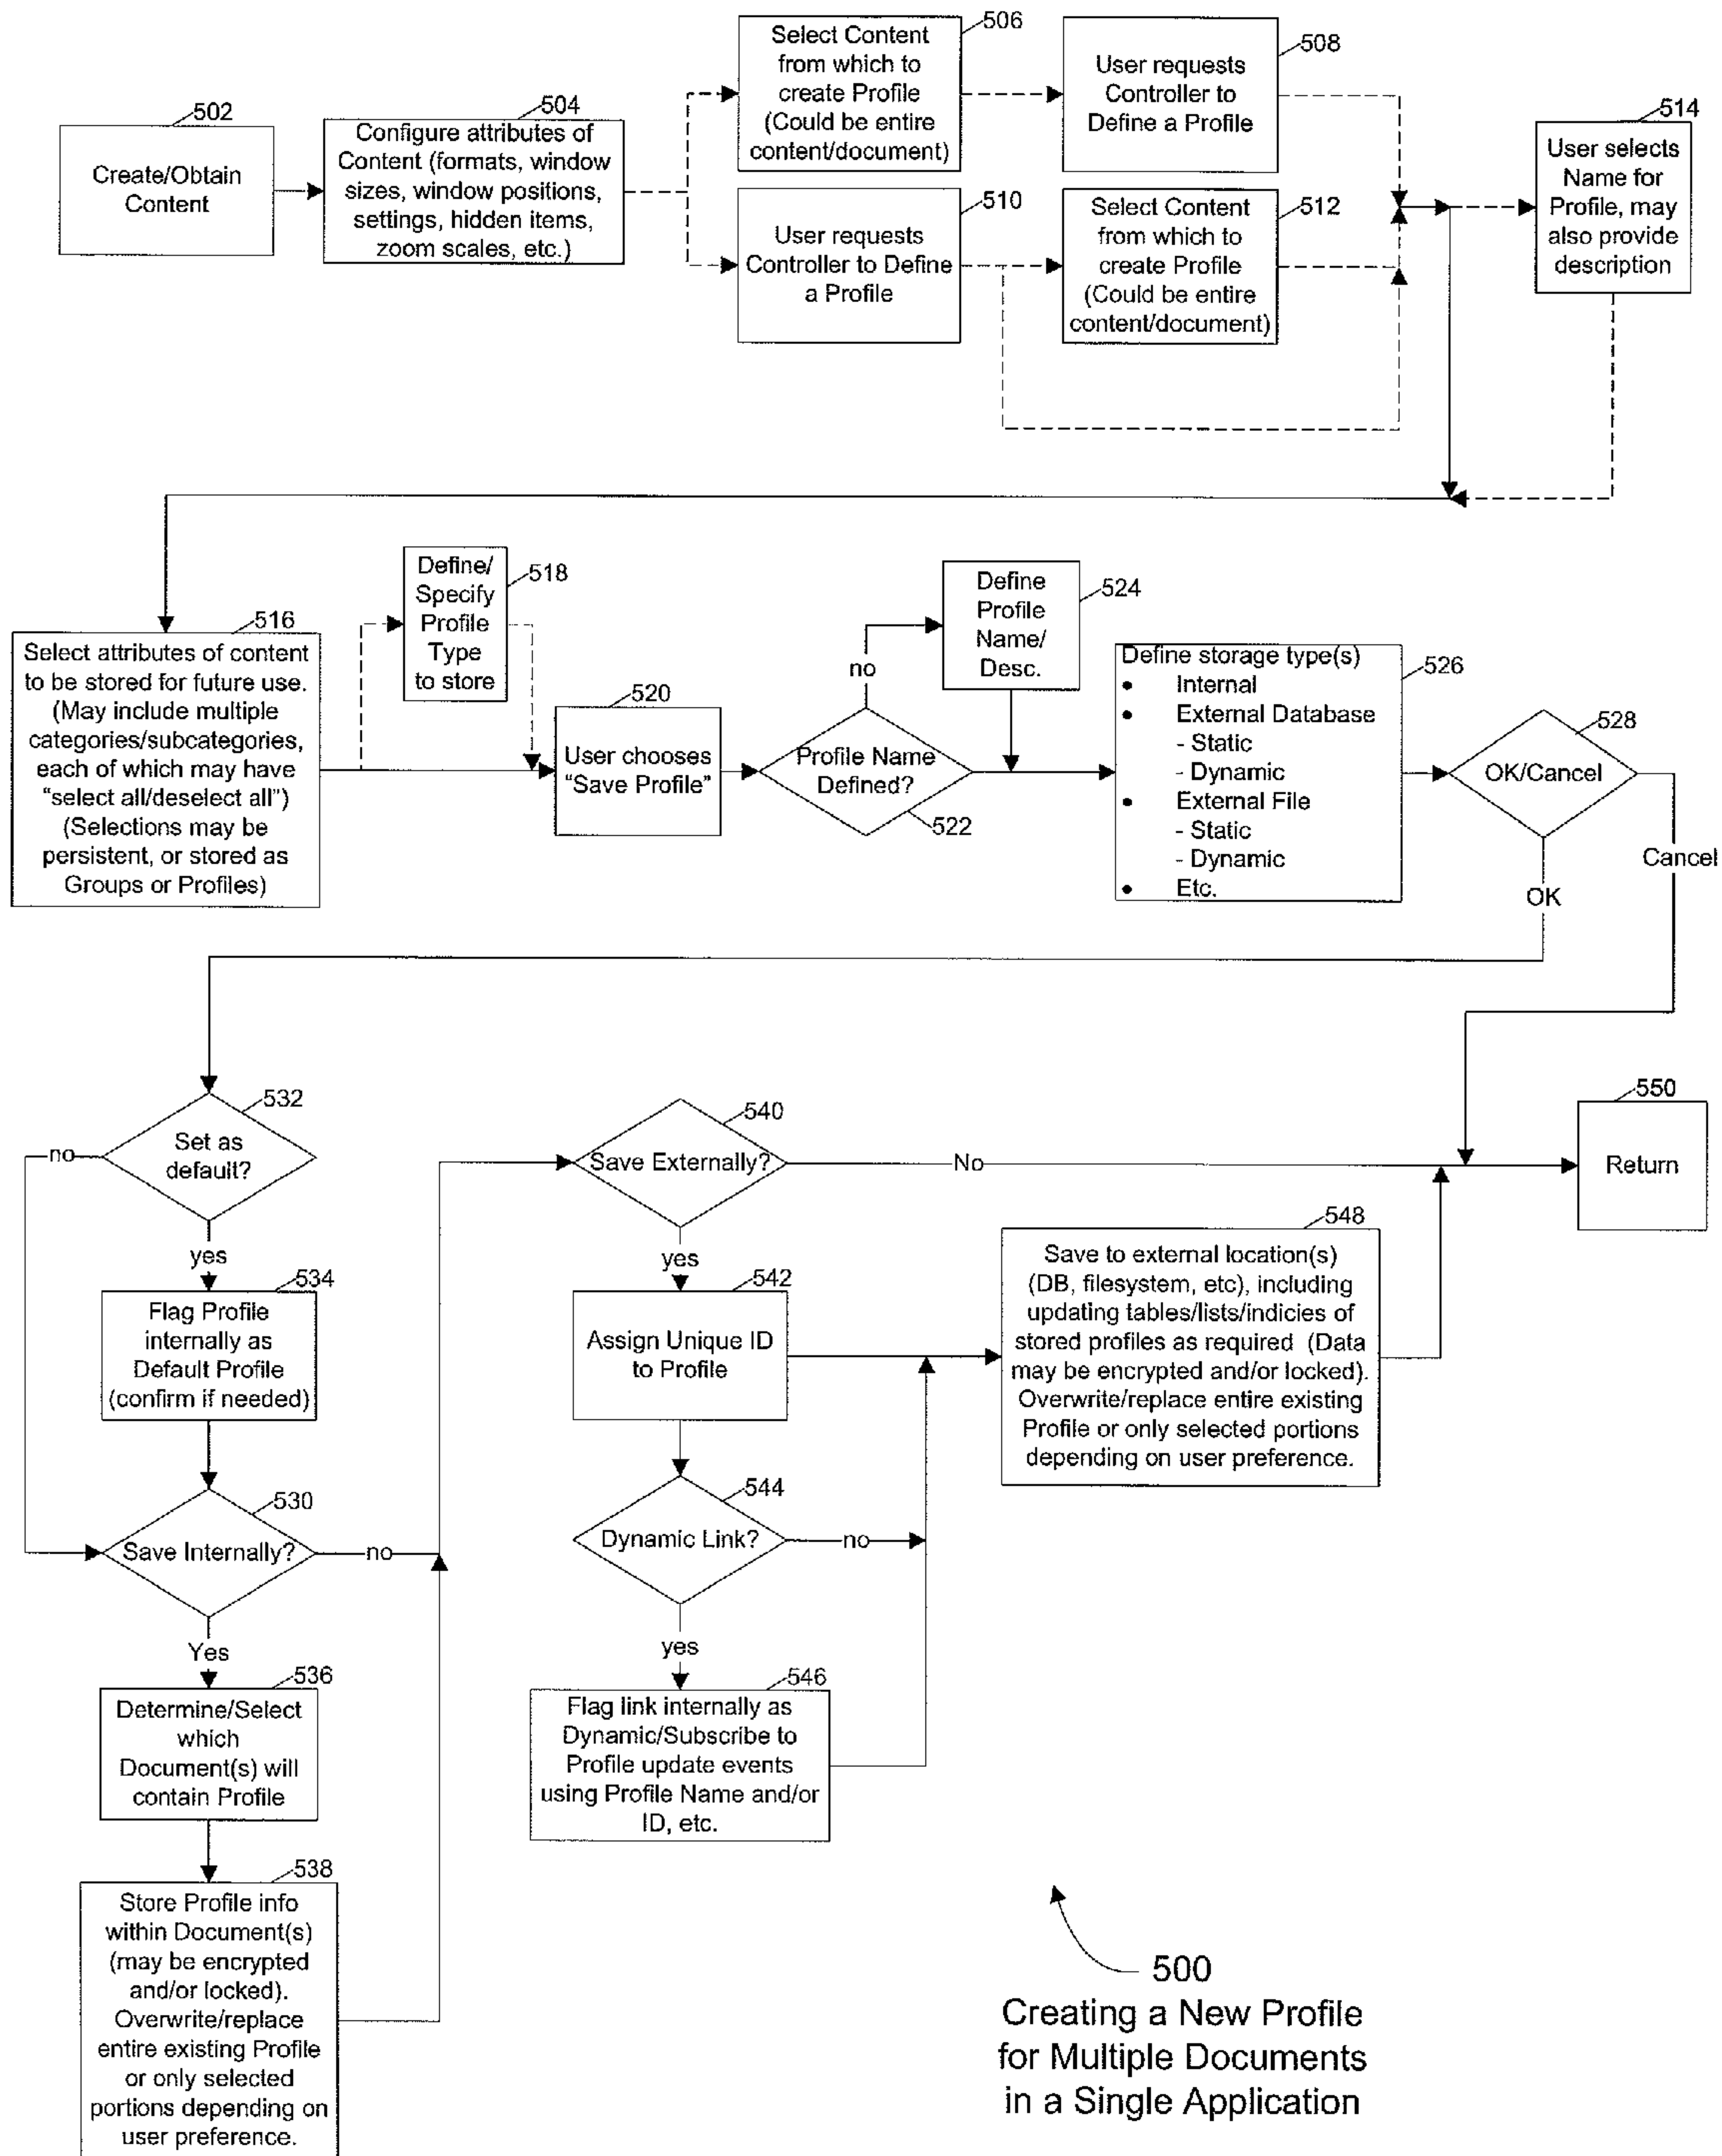 502
Create/Obtain
Content
504
Configure attributes of
Content (formats, window
sizes, window positions,
settings, hidden items,
zoom scales, etc.)
506
Select Content
from which to
create Profile
(Could be entire
content/document)
508
User requests
Controller to
Define a Profile
510
User requests
Controller to Define
a Profile
512
Select Content
from which to
create Profile
(Could be entire
content/document)
514
User selects
Name for
Profile, may
also provide
description
516
Select attributes of content
to be stored for future use.
(May include multiple
categories/subcategories,
each of which may have
“select all/deselect all”)
(Selections may be
persistent, or stored as
Groups or Profiles)
518
Define/
Specify
Profile
Type
to store
520
User chooses
“Save Profile”
Profile Name
Defined?
522
no
524
Define
Profile
Name/
Desc.
526
Define storage type(s)
• Internal
• External Database
- Static
- Dynamic
• External File
- Static
- Dynamic
• Etc.
528
OK/Cancel
Cancel
OK
532
Set as
default?
no
yes
534
Flag Profile
internally as
Default Profile
(confirm if needed)
530
Save Internally?
no
Yes
536
Determine/Select
which
Document(s) will
contain Profile
538
Store Profile info
within Document(s)
(may be encrypted
and/or locked).
Overwrite/replace
entire existing Profile
or only selected
portions depending on
user preference.
540
Save Externally?
No
yes
542
Assign Unique ID
to Profile
544
Dynamic Link?
no
yes
546
Flag link internally as
Dynamic/Subscribe to
Profile update events
using Profile Name and/or
ID, etc.
548
Save to external location(s)
(DB, filesystem, etc), including
updating tables/lists/indicies of
stored profiles as required (Data
may be encrypted and/or locked).
Overwrite/replace entire existing
Profile or only selected portions
depending on user preference.
550
Return
500
Creating a New Profile
for Multiple Documents
in a Single Application